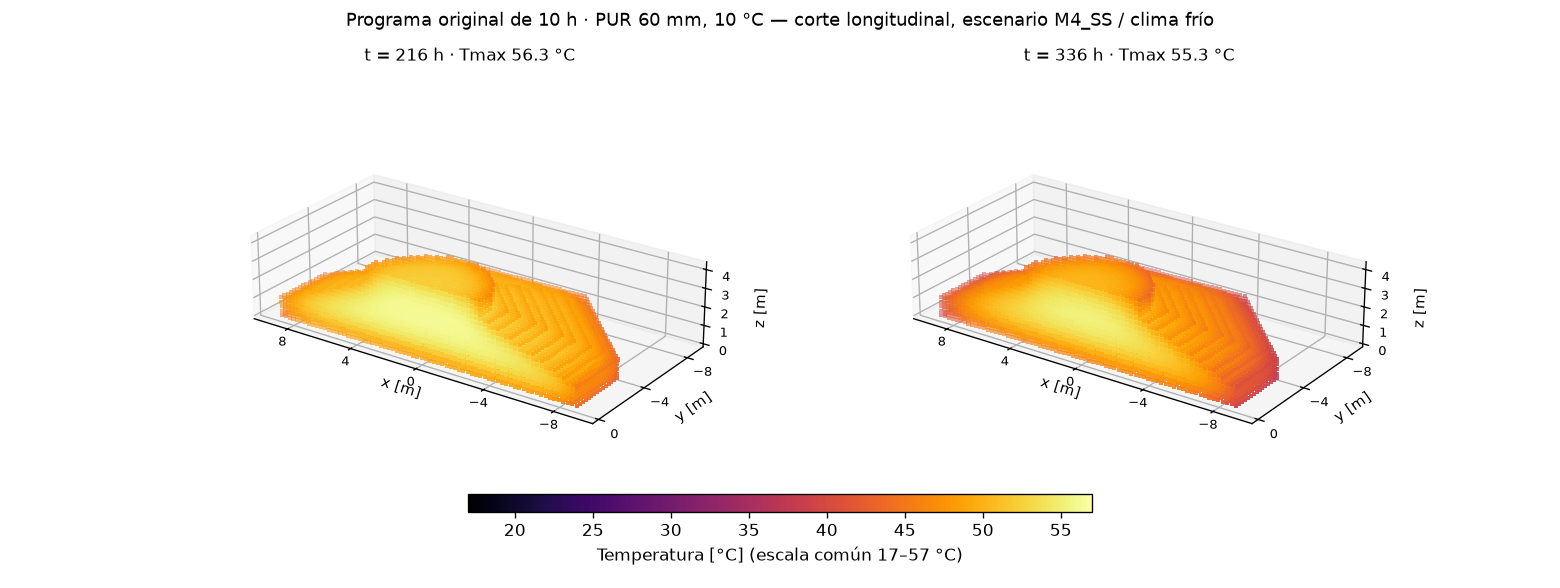 Programa original de 10 h · PUR 60 mm, 10 °C — corte longitudinal, escenario M4_SS / clima frío
t = 216 h · Tmax 56.3 °C
t = 336 h · Tmax 55.3 °C
8
4
0
−4
−8
x [m]
0
−4
−8
y [m]
0
1
2
3
4
z [m]
8
4
0
−4
−8
x [m]
0
−4
−8
y [m]
0
1
2
3
4
z [m]
20 25 30 35 40 45 50 55
Temperatura [°C] (escala común 17–57 °C)